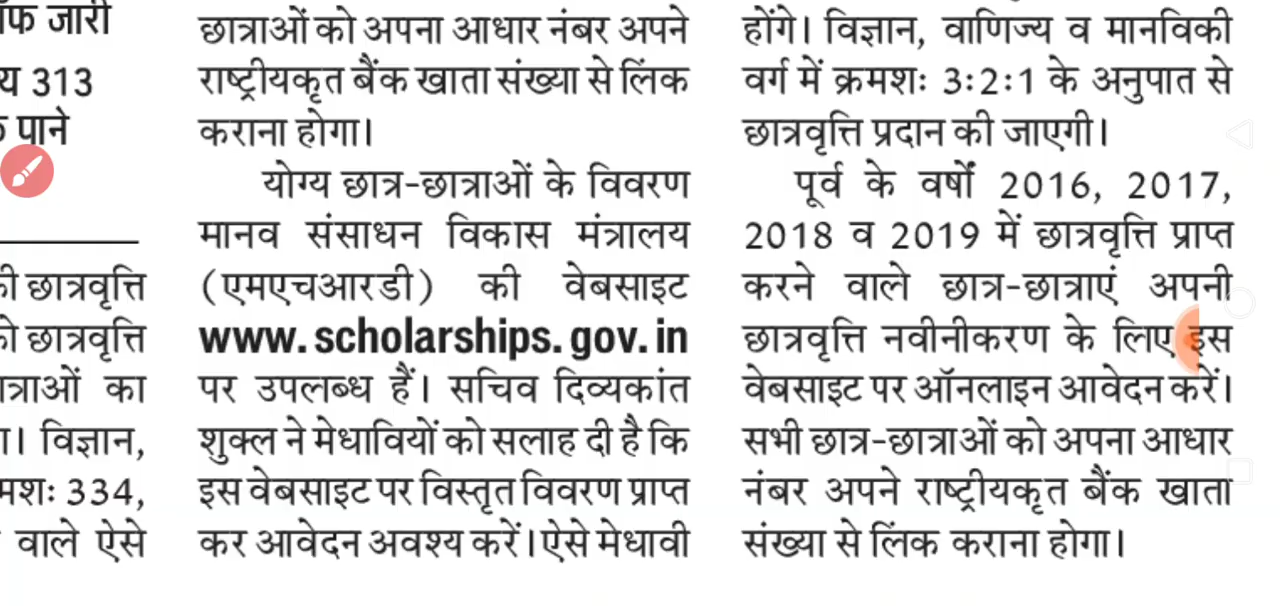 ऑफ जारी
य 313
पाने
की छात्रवृत्ति
को छात्रवृत्ति
त्राओं का
विज्ञान,
मशः 334,
वाले ऐसे
छात्राओं को अपना आधार नंबर अपने
राष्ट्रीयकृत बैंक खाता संख्या से लिंक
कराना होगा।
योग्य छात्र-छात्राओं के विवरण
मानव संसाधन विकास मंत्रालय
(एमएचआरडी) की वेबसाइट
www.scholarships.gov.in
पर उपलब्ध हैं। सचिव दिव्यकांत
शुक्ल ने मेधावियों को सलाह दी है कि
इस वेबसाइट पर विस्तृत विवरण प्राप्त
कर आवेदन अवश्य करें। ऐसे मेधावी
होंगे। विज्ञान, वाणिज्य व मानविकी
वर्ग में क्रमशः 3:2:1 के अनुपात से
छात्रवृत्ति प्रदान की जाएगी।
पूर्व के वर्षों 2016, 2017,
2018 व 2019 में छात्रवृत्ति प्राप्त
करने वाले छात्र-छात्राएं अपनी
छात्रवृत्ति नवीनीकरण के लिए इस
वेबसाइट पर ऑनलाइन आवेदन करें।
सभी छात्र-छात्राओं को अपना आधार
नंबर अपने राष्ट्रीयकृत बैंक खाता
संख्या से लिंक कराना होगा।